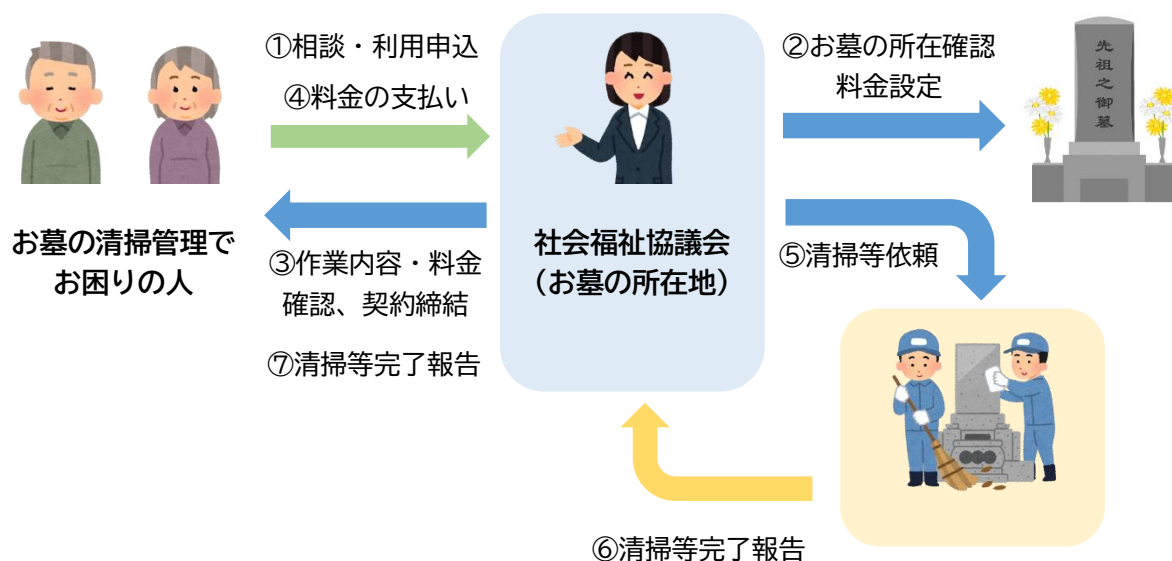 ①相談・利用申込
④料金の支払い
②お墓の所在確認
料金設定
先祖之御墓
お墓の清掃管理で
お困りの人
③作業内容・料金
確認、契約締結
⑦清掃等完了報告
社会福祉協議会
（お墓の所在地）
⑤清掃等依頼
⑥清掃等完了報告